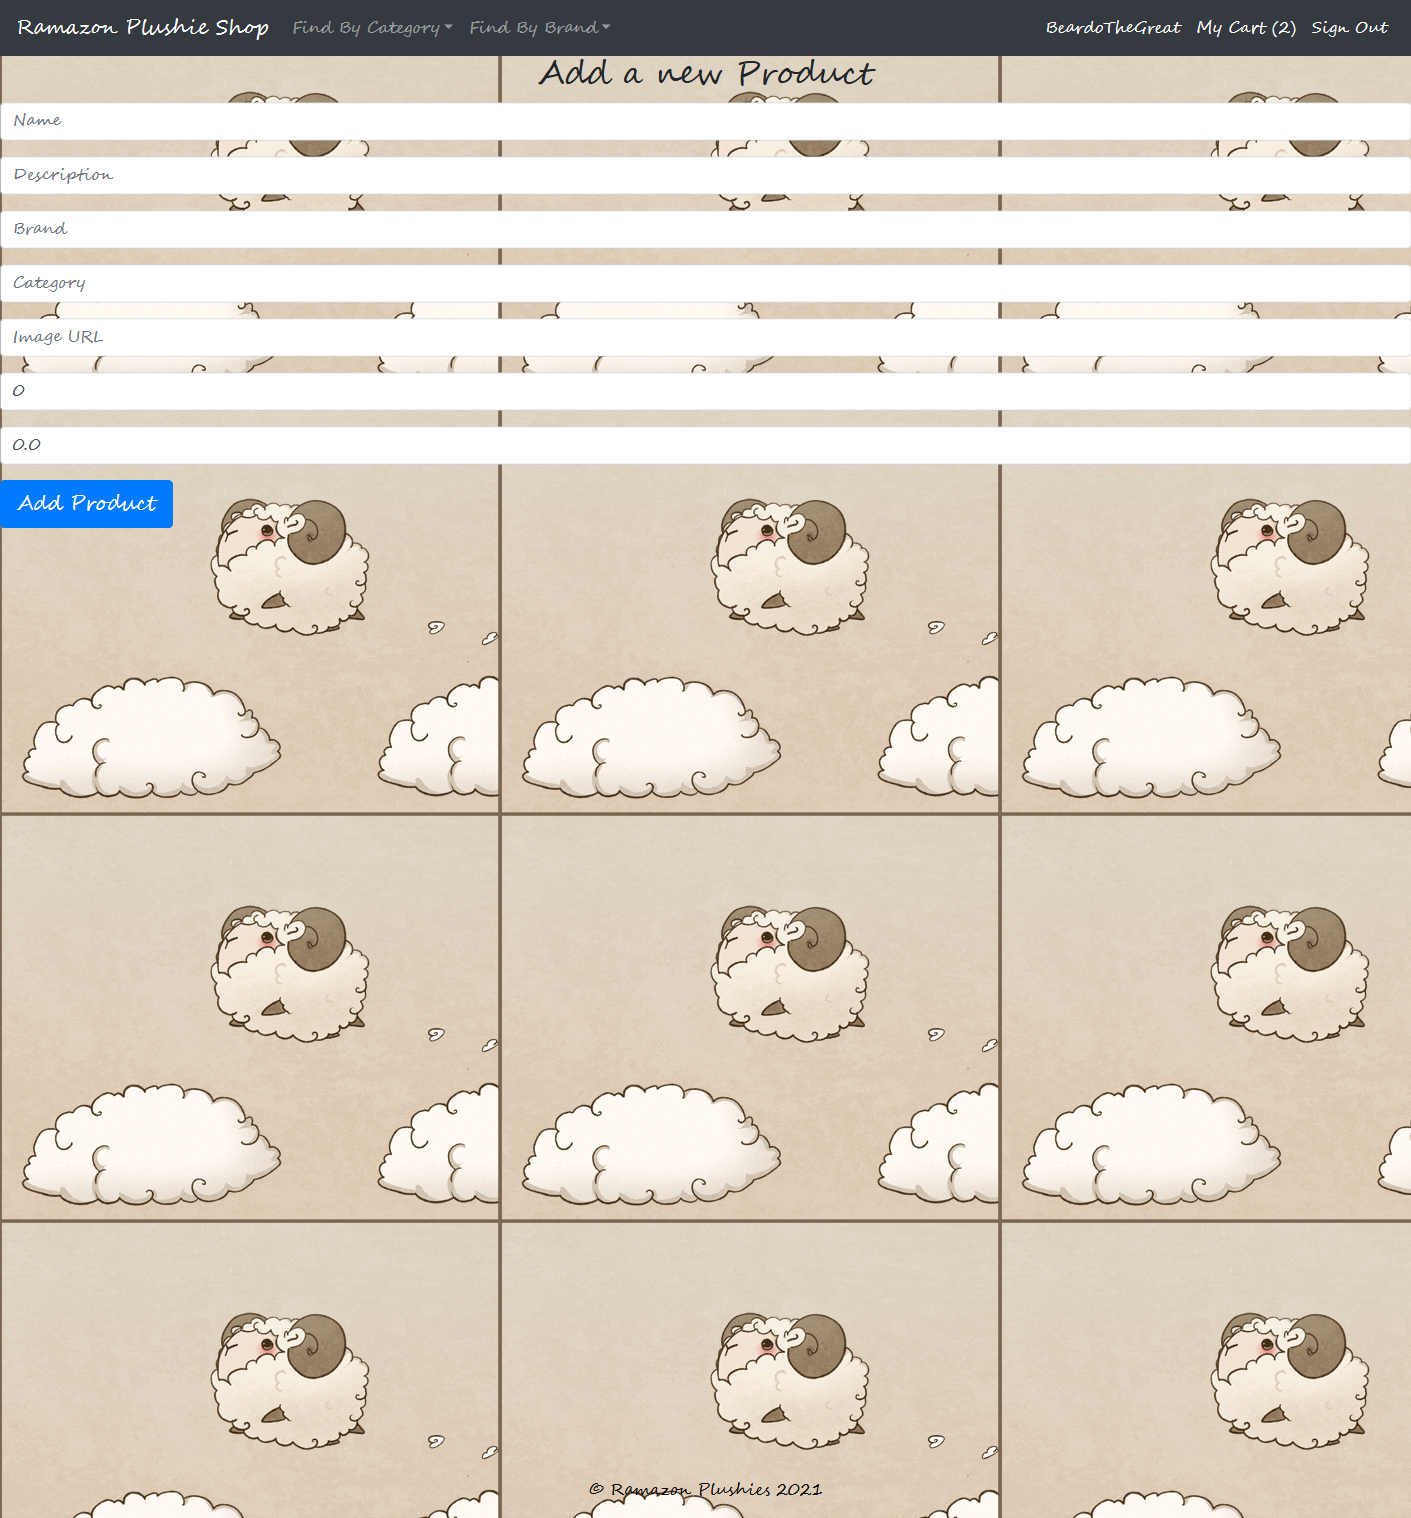 Ramazon Plushie Shop Find By Category Find By Brand BeardoTheGreat My Cart (2) Sign Out
Add a new Product
Name
Description
Brand
Category
Image URL
0
0.0
Add Product
© Ramazon Plushies 2021